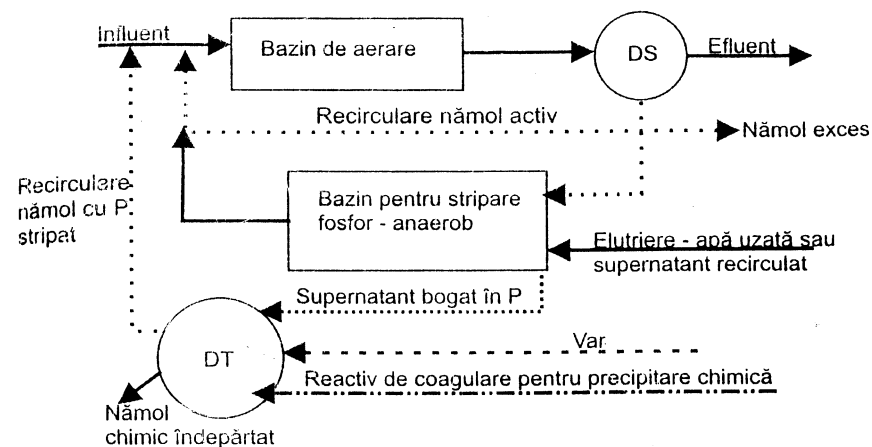 Influent
Bazin de aerare
DS
Efluent
Recirculare nămol activ
Nămol exces
Recirculare
nămol cu P
stripat
Bazin pentru stripare
fosfor - anaerob
Elutriere - apă uzată sau
supernatant recirculat
Supernatant bogat în P
DT
Var
Reactiv de coagulare pentru precipitare chimică
Nămol
chimic îndepărtat